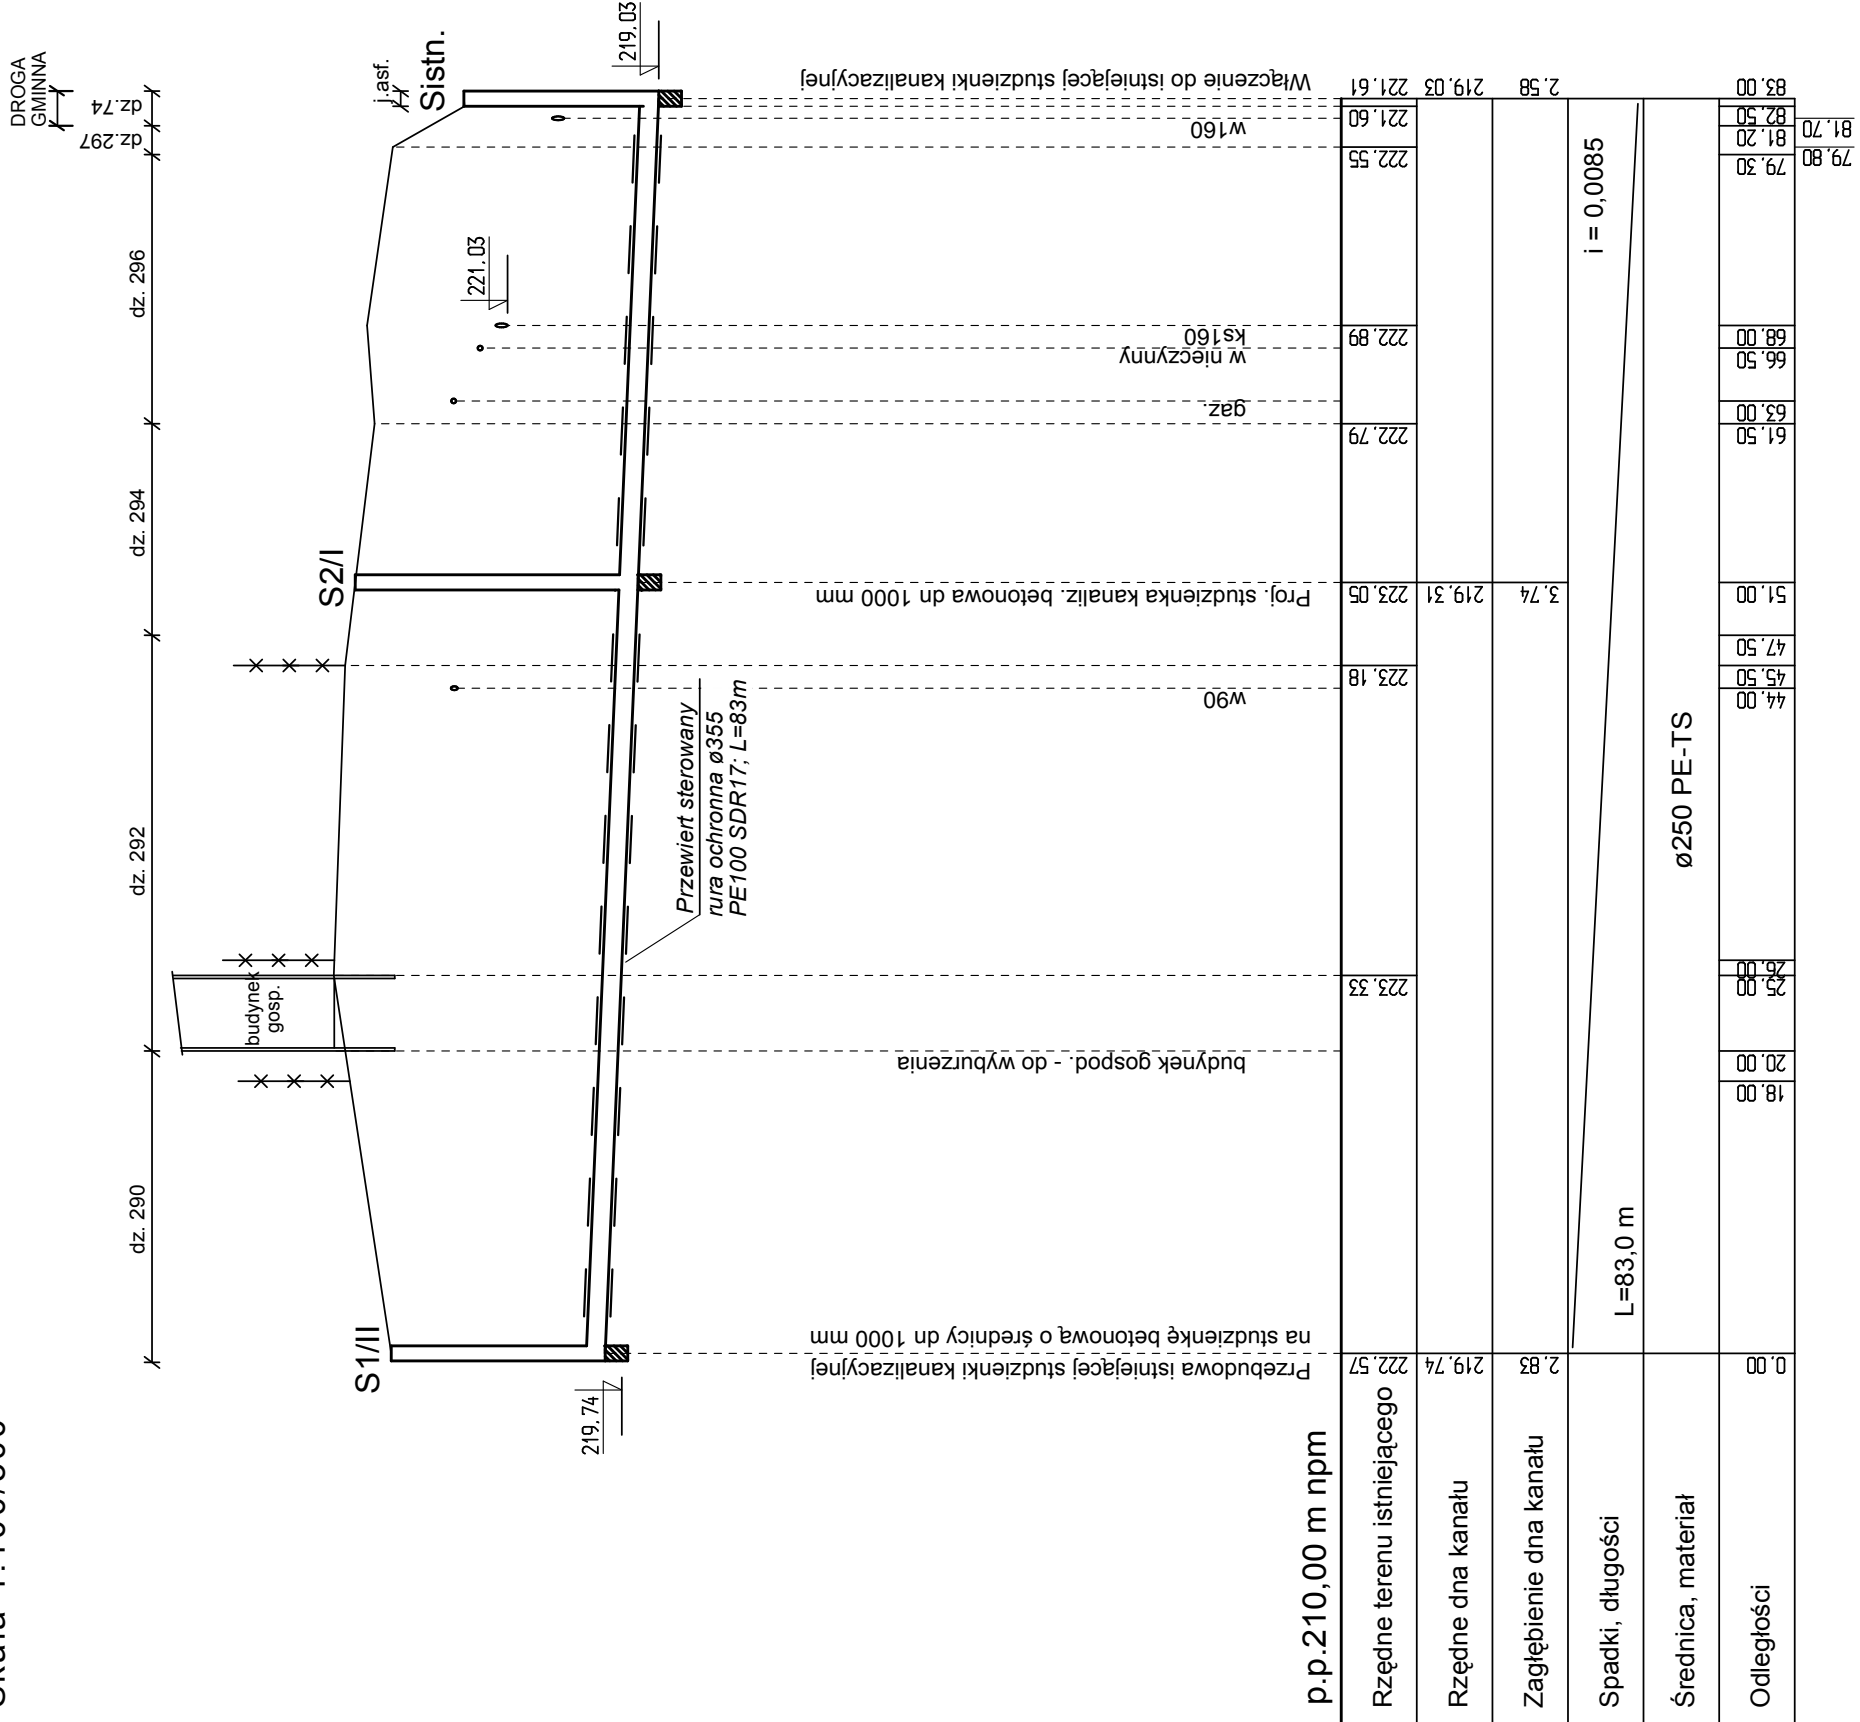 DROGA
GMINNA
dz. 290
dz. 292
dz. 294
dz. 296
dz.297
dz.74
j.asf.
S1/II
S2/I
Sistn.
budynek
gosp.
219.74
221.03
219.03
Przewiert sterowany
rura ochronna ø355
PE100 SDR17; L=83m
Przebudowa istniejącej studzienki kanalizacyjnej
na studzienkę betonową o średnicy dn 1000 mm
budynek gospod. - do wyburzenia
w90
Proj. studzienka kanaliz. betonowa dn 1000 mm
gaz.
w nieczynny
ks160
w160
Włączenie do istniejącej studzienki kanalizacyjnej
p.p.210,00 m npm
Rzędne terenu istniejącego
222.57
223.33
223.18
223.05
222.79
222.89
222.55
221.60
221.61
Rzędne dna kanału
219.74
219.31
219.03
Zagłębienie dna kanału
2.83
3.74
2.58
Spadki, długości
L=83,0 m
i = 0,0085
Średnica, materiał
ø250 PE-TS
Odległości
0.00
18.00
20.00
25.00
26.00
44.00
45.50
47.50
51.00
61.50
63.00
66.50
68.00
79.30
81.20
82.50
83.00
79.80
81.70